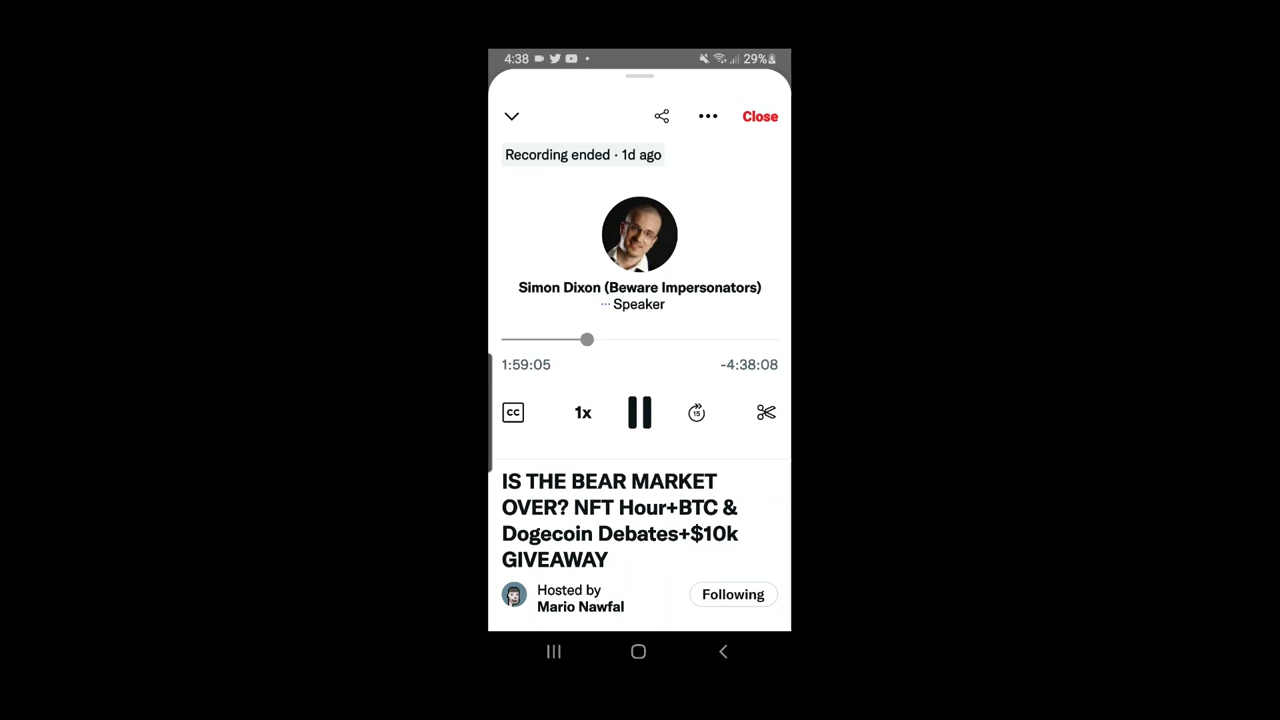 4:38
29%
Close
Recording ended · 1d ago
Simon Dixon (Beware Impersonators)
Speaker
1:59:05
-4:38:08
CC
1x
15
IS THE BEAR MARKET
OVER? NFT Hour+BTC &
Dogecoin Debates+$10k
GIVEAWAY
Hosted by
Mario Nawfal
Following